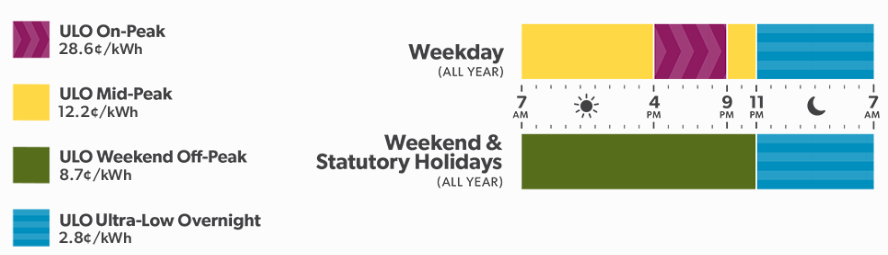 ULO On-Peak
28.6¢/kWh
ULO Mid-Peak
12.2¢/kWh
ULO Weekend Off-Peak
8.7¢/kWh
ULO Ultra-Low Overnight
2.8¢/kWh
Weekday
(ALL YEAR)
7 4 9 11 7
AM PM PM PM AM
Weekend &
Statutory Holidays
(ALL YEAR)